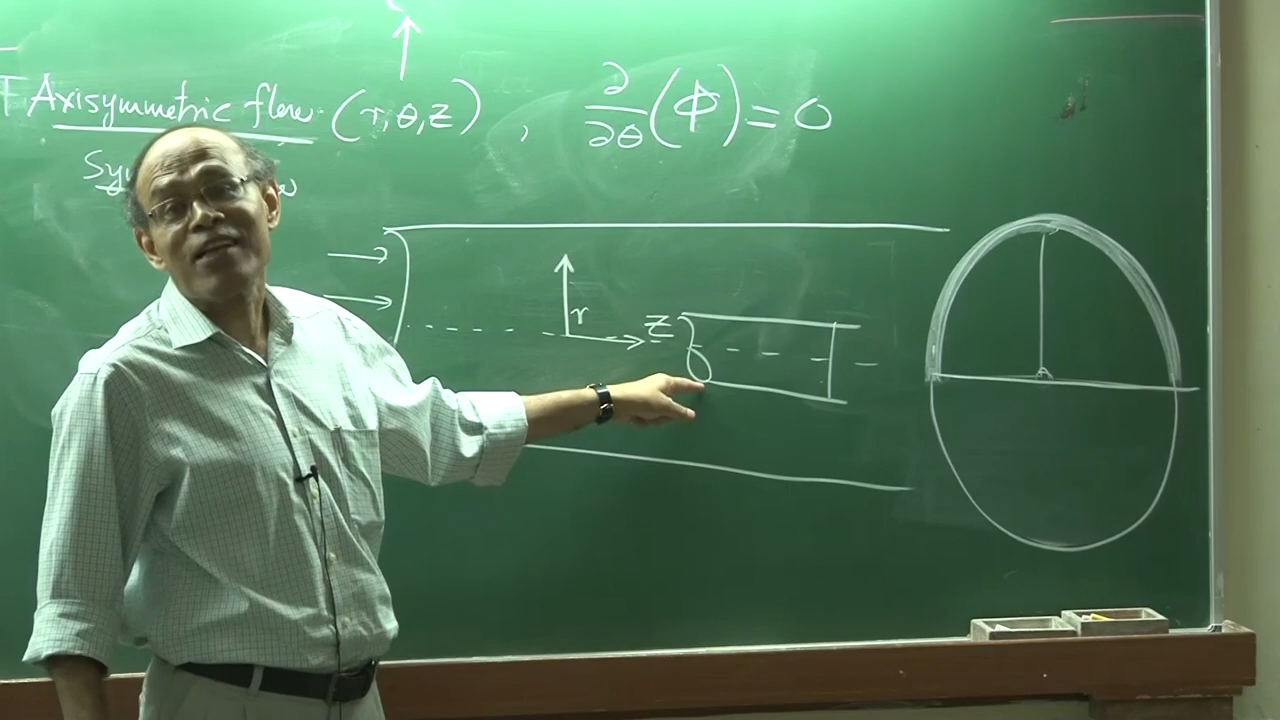 Axisymmetric flow (r, θ, z) , ∂/∂θ (ϕ) = 0
r
z